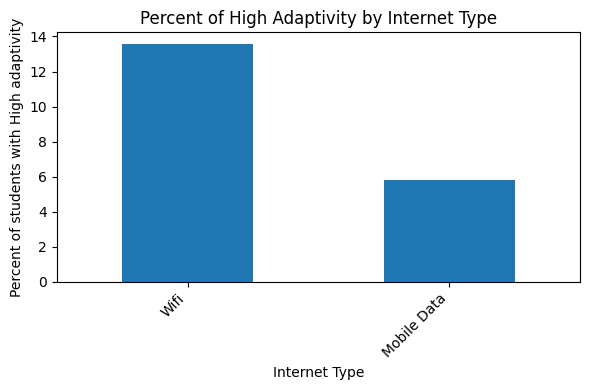 Percent of High Adaptivity by Internet Type
Percent of students with High adaptivity
14
12
10
8
6
4
2
0
Wifi
Mobile Data
Internet Type